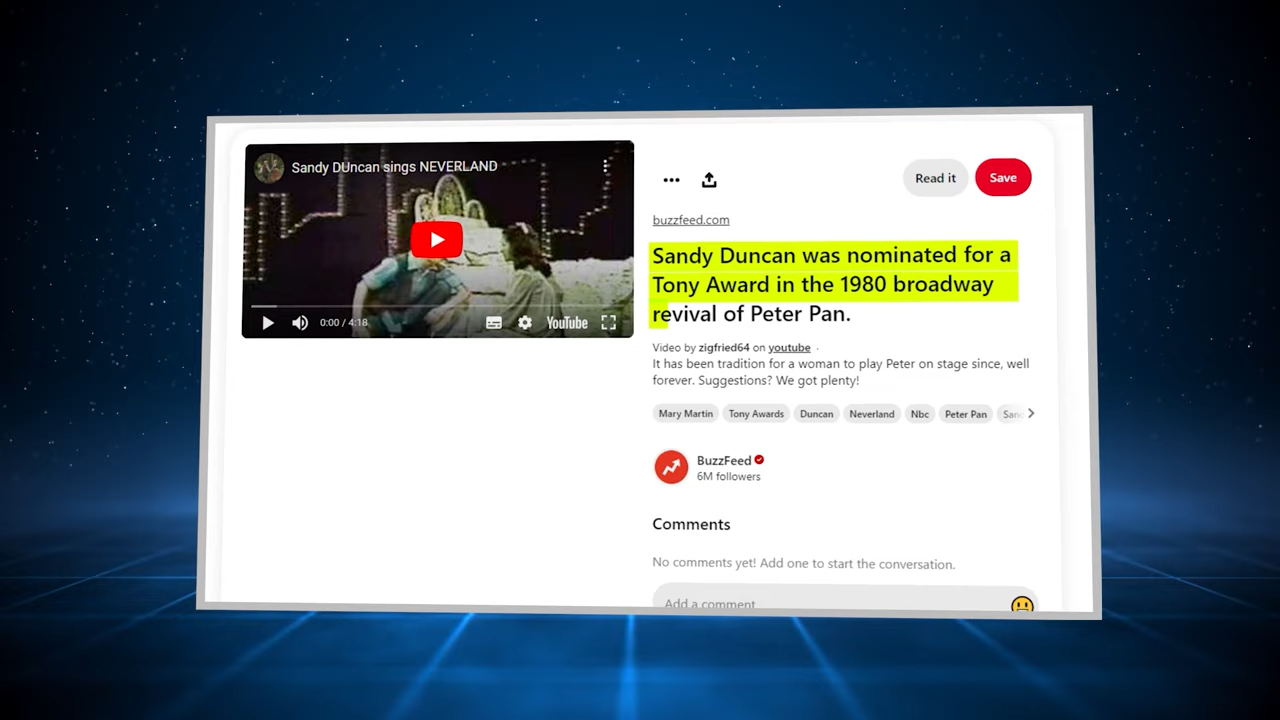 Sandy DUncan sings NEVERLAND
0:00 / 4:18
YouTube
Read it
Save
buzzfeed.com
Sandy Duncan was nominated for a
Tony Award in the 1980 broadway
revival of Peter Pan.
Video by zigfried64 on youtube ·
It has been tradition for a woman to play Peter on stage since, well
forever. Suggestions? We got plenty!
Mary Martin Tony Awards Duncan Neverland Nbc Peter Pan
BuzzFeed
6M followers
Comments
No comments yet! Add one to start the conversation.
Add a comment